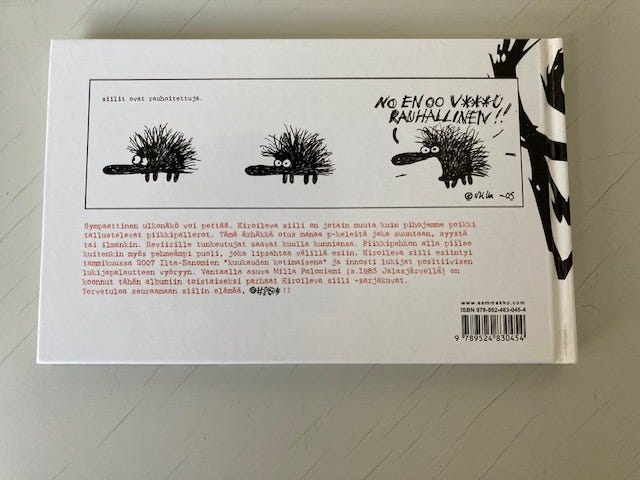 siilit ovat rauhoitettuja.
NO EN OO V***U
RAUHALLINEN!!
© Milla -05
Sympaattinen ulkonäkö voi pettää. Kiroileva siili on jotain muuta kuin pihojemme poikki
tallustelevat piikkipallerot. Tämä ärhäkkä otus manaa p-keleitä joka suuntaan, syystä
tai ilmankin. Reviirille tunkeutujat saavat kuulla kunniansa. Piikkipehkon alla piilee
kuitenkin myös pehmeämpi puoli, joka lipsahtaa välillä esiin. Kiroileva siili esiintyi
tammikuussa 2007 Ilta-Sanomien "kuukauden kotimaisena" ja innosti lukijat positiivisen
lukijapalautteen vyöryyn. Vantaalla asuva Milla Paloniemi (s.1983 Jalasjärvellä) on
koonnut tähän albumiin toistaiseksi parhaat Kiroileva siili -sarjakuvat.
Tervetuloa seuraamaan siilin elämää, !!
www.sammakko.com
ISBN 978-952-483-045-4
9 789524 830454